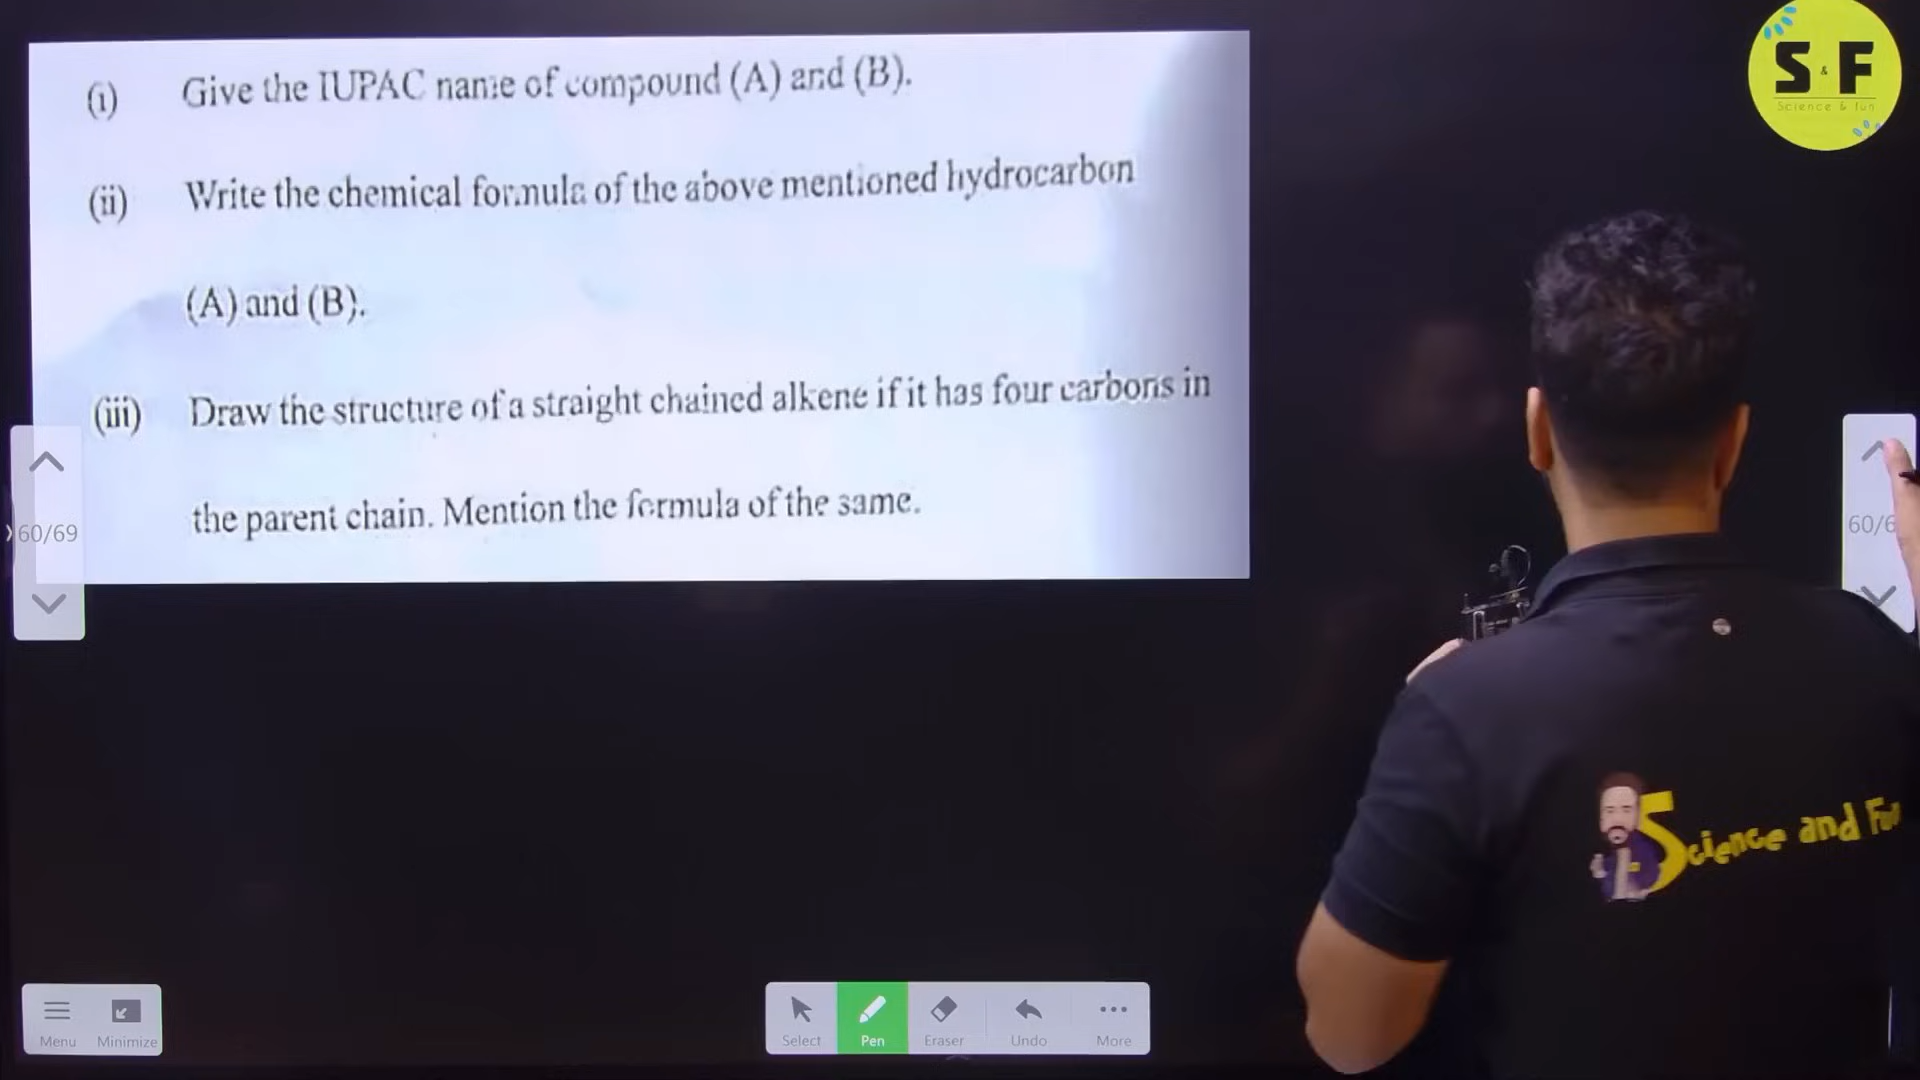 S & F
Science & fun
(i) Give the IUPAC name of compound (A) and (B).
(ii) Write the chemical formula of the above mentioned hydrocarbon
(A) and (B).
(iii) Draw the structure of a straight chained alkene if it has four carbons in
the parent chain. Mention the formula of the same.
60/69
60/6
Science and Fu
Menu
Minimize
Select
Pen
Eraser
Undo
More